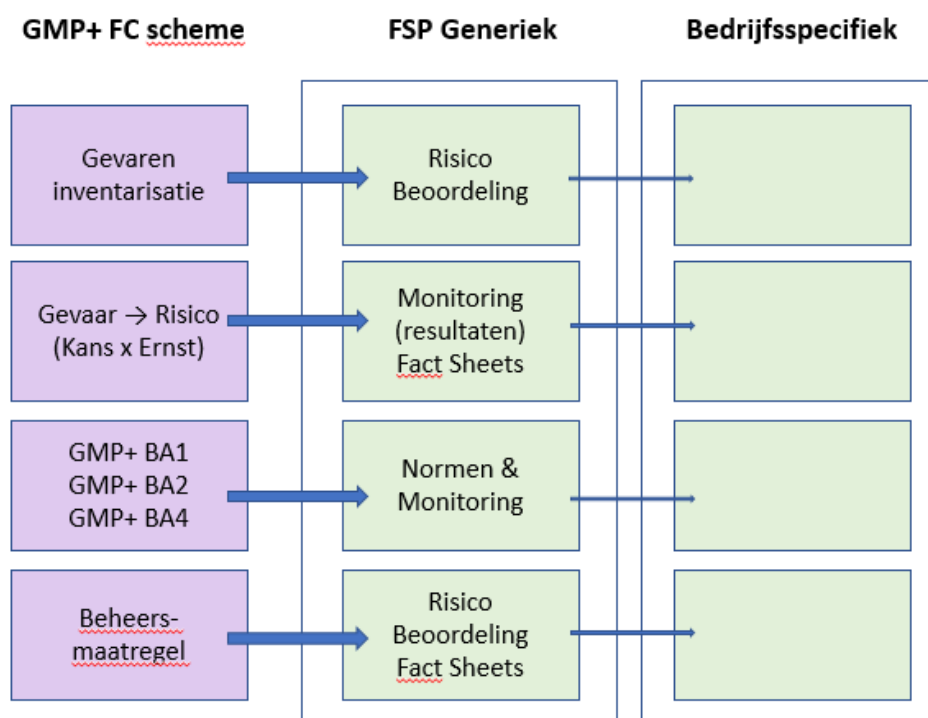 GMP+ FC scheme
FSP Generiek
Bedrijfsspecifiek
Gevaren
inventarisatie
Risico
Beoordeling
Gevaar → Risico
(Kans x Ernst)
Monitoring
(resultaten)
Fact Sheets
GMP+ BA1
GMP+ BA2
GMP+ BA4
Normen &
Monitoring
Beheers-
maatregel
Risico
Beoordeling
Fact Sheets